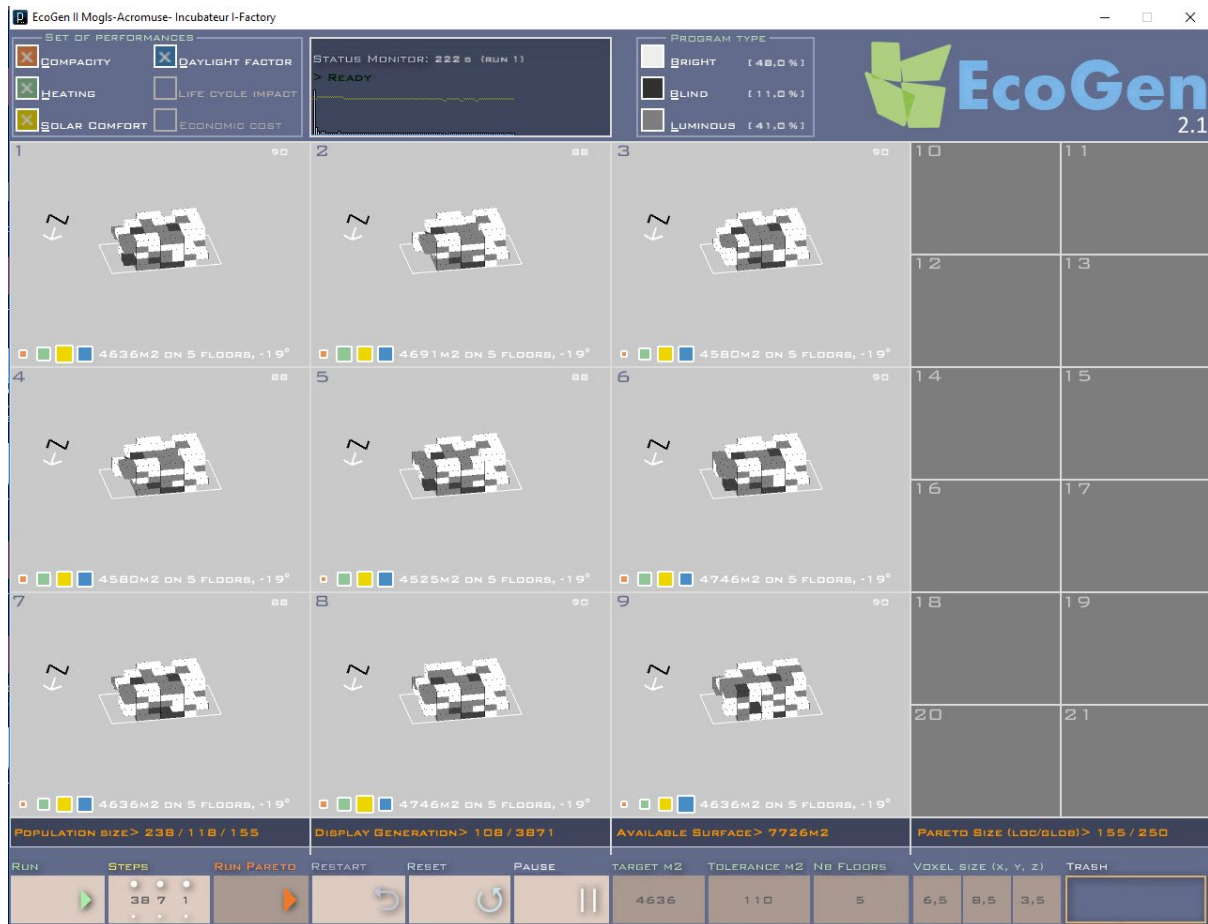 EcoGen II Mogls-Acromuse- Incubateur I-Factory
Set of performances
Compacity
Daylight factor
Heating
Life cycle impact
Solar Comfort
Economic cost
Status Monitor: 222 s (run 1)
> Ready
Program type
Bright [48,0%]
Blind [11,0%]
Luminous [41,0%]
EcoGen
2.1
1 90
2 88
3 90
10
11
12
13
4636m2 on 5 floors, -19°
4691m2 on 5 floors, -19°
4580m2 on 5 floors, -19°
4 88
5 88
6 90
14
15
16
17
4580m2 on 5 floors, -19°
4525m2 on 5 floors, -19°
4746m2 on 5 floors, -19°
7 88
8 90
9 90
18
19
20
21
4636m2 on 5 floors, -19°
4746m2 on 5 floors, -19°
4636m2 on 5 floors, -19°
Population size> 238/118/155
Display Generation> 108/3871
Available Surface> 7726m2
Pareto Size (loc/glob)> 155/250
Run
Steps
Run Pareto
Restart
Reset
Pause
target m2
Tolerance m2
Nb Floors
Voxel size (x, y, z)
Trash
38 7 1
4636
110
5
6,5
8,5
3,5